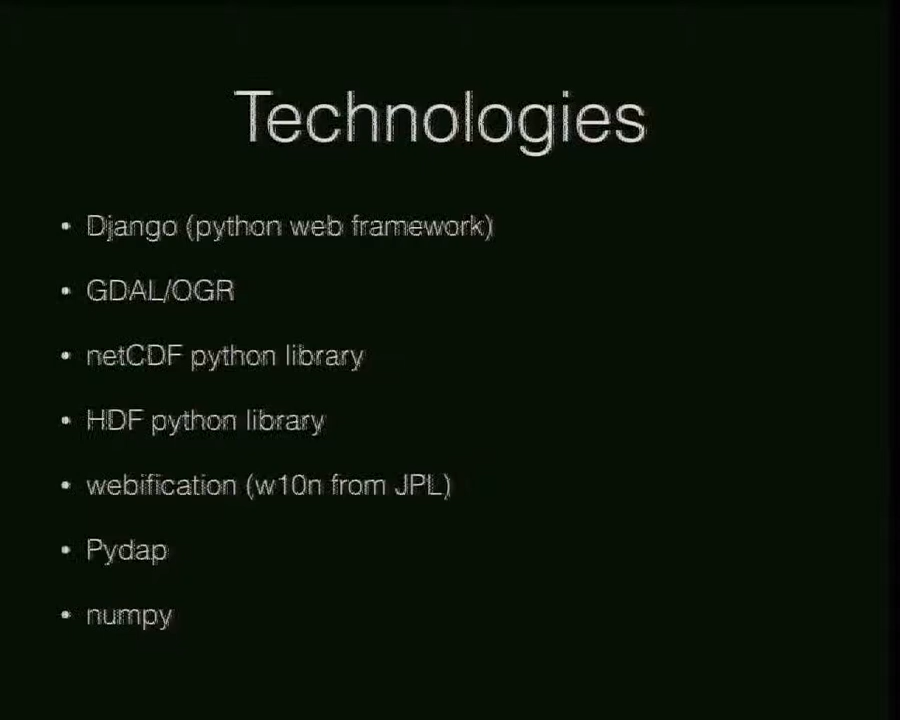 Technologies
• Django (python web framework)
• GDAL/OGR
• netCDF python library
• HDF python library
• webification (w10n from JPL)
• Pydap
• numpy